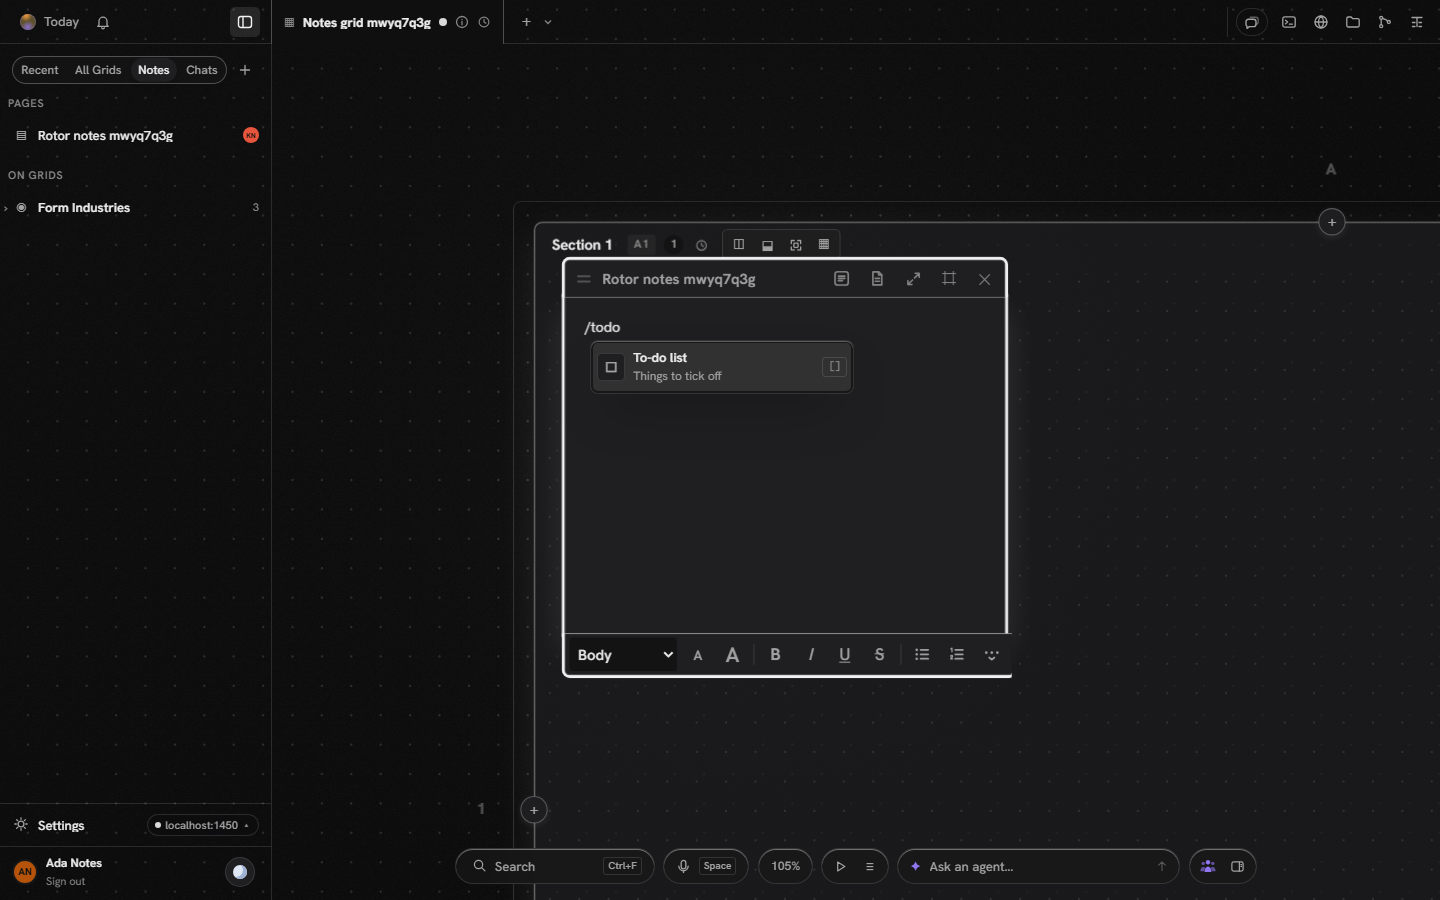 Today
Notes grid mwyq7q3g
Recent
All Grids
Notes
Chats
PAGES
Rotor notes mwyq7q3g
KN
ON GRIDS
Form Industries
3
A
Section 1
A1
1
Rotor notes mwyq7q3g
/todo
To-do list
Things to tick off
[]
Body
A
A
B
I
U
S
1
Settings
localhost:1450
AN
Ada Notes
Sign out
Search
Ctrl+F
Space
105%
Ask an agent...